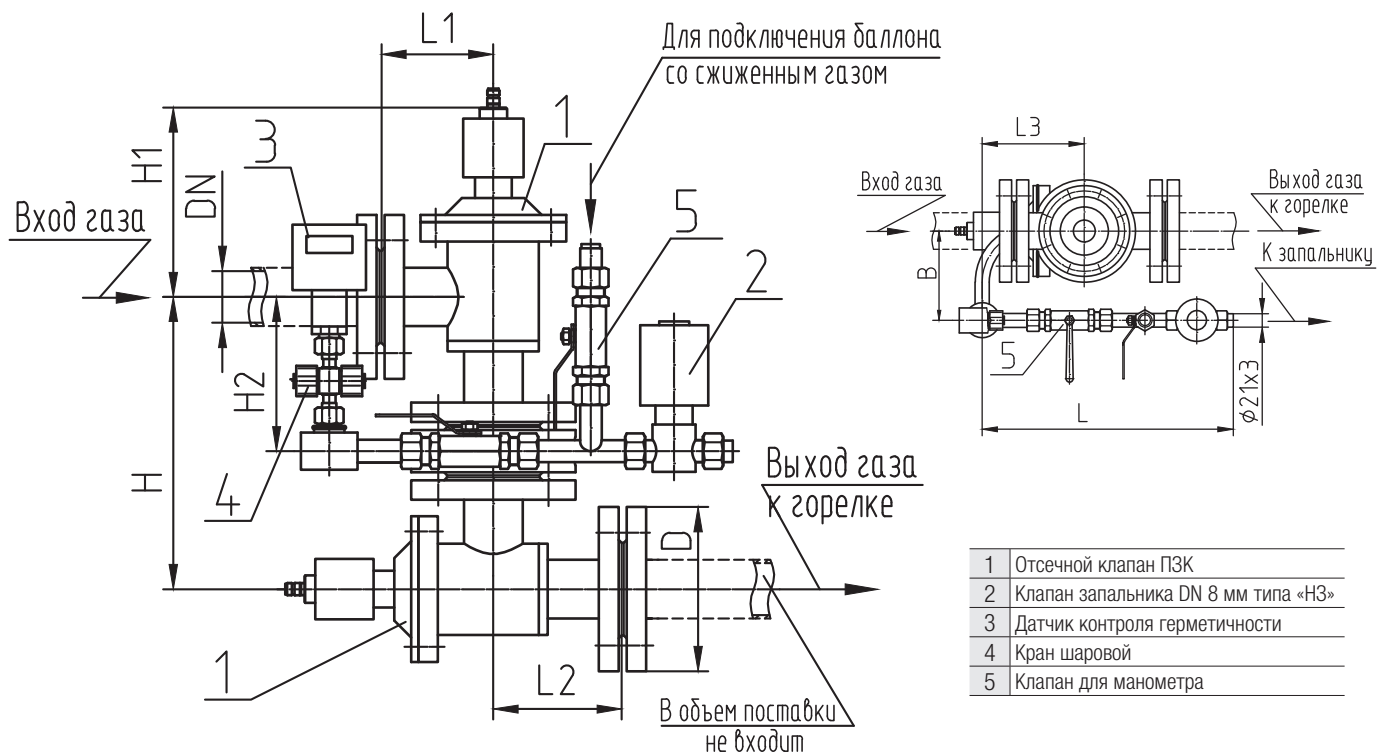 L1
Для подключения баллона
со сжиженным газом
1
3
H1
DN
Вход газа
5
2
H2
H
4
Выход газа
к горелке
D
1
L2
В объем поставки
не входит
L3
Вход газа
Выход газа
к горелке
К запальнику
B
5
L
ϕ21x3
1 Отсечной клапан ПЗК
2 Клапан запальника DN 8 мм типа «НЗ»
3 Датчик контроля герметичности
4 Кран шаровой
5 Клапан для манометра